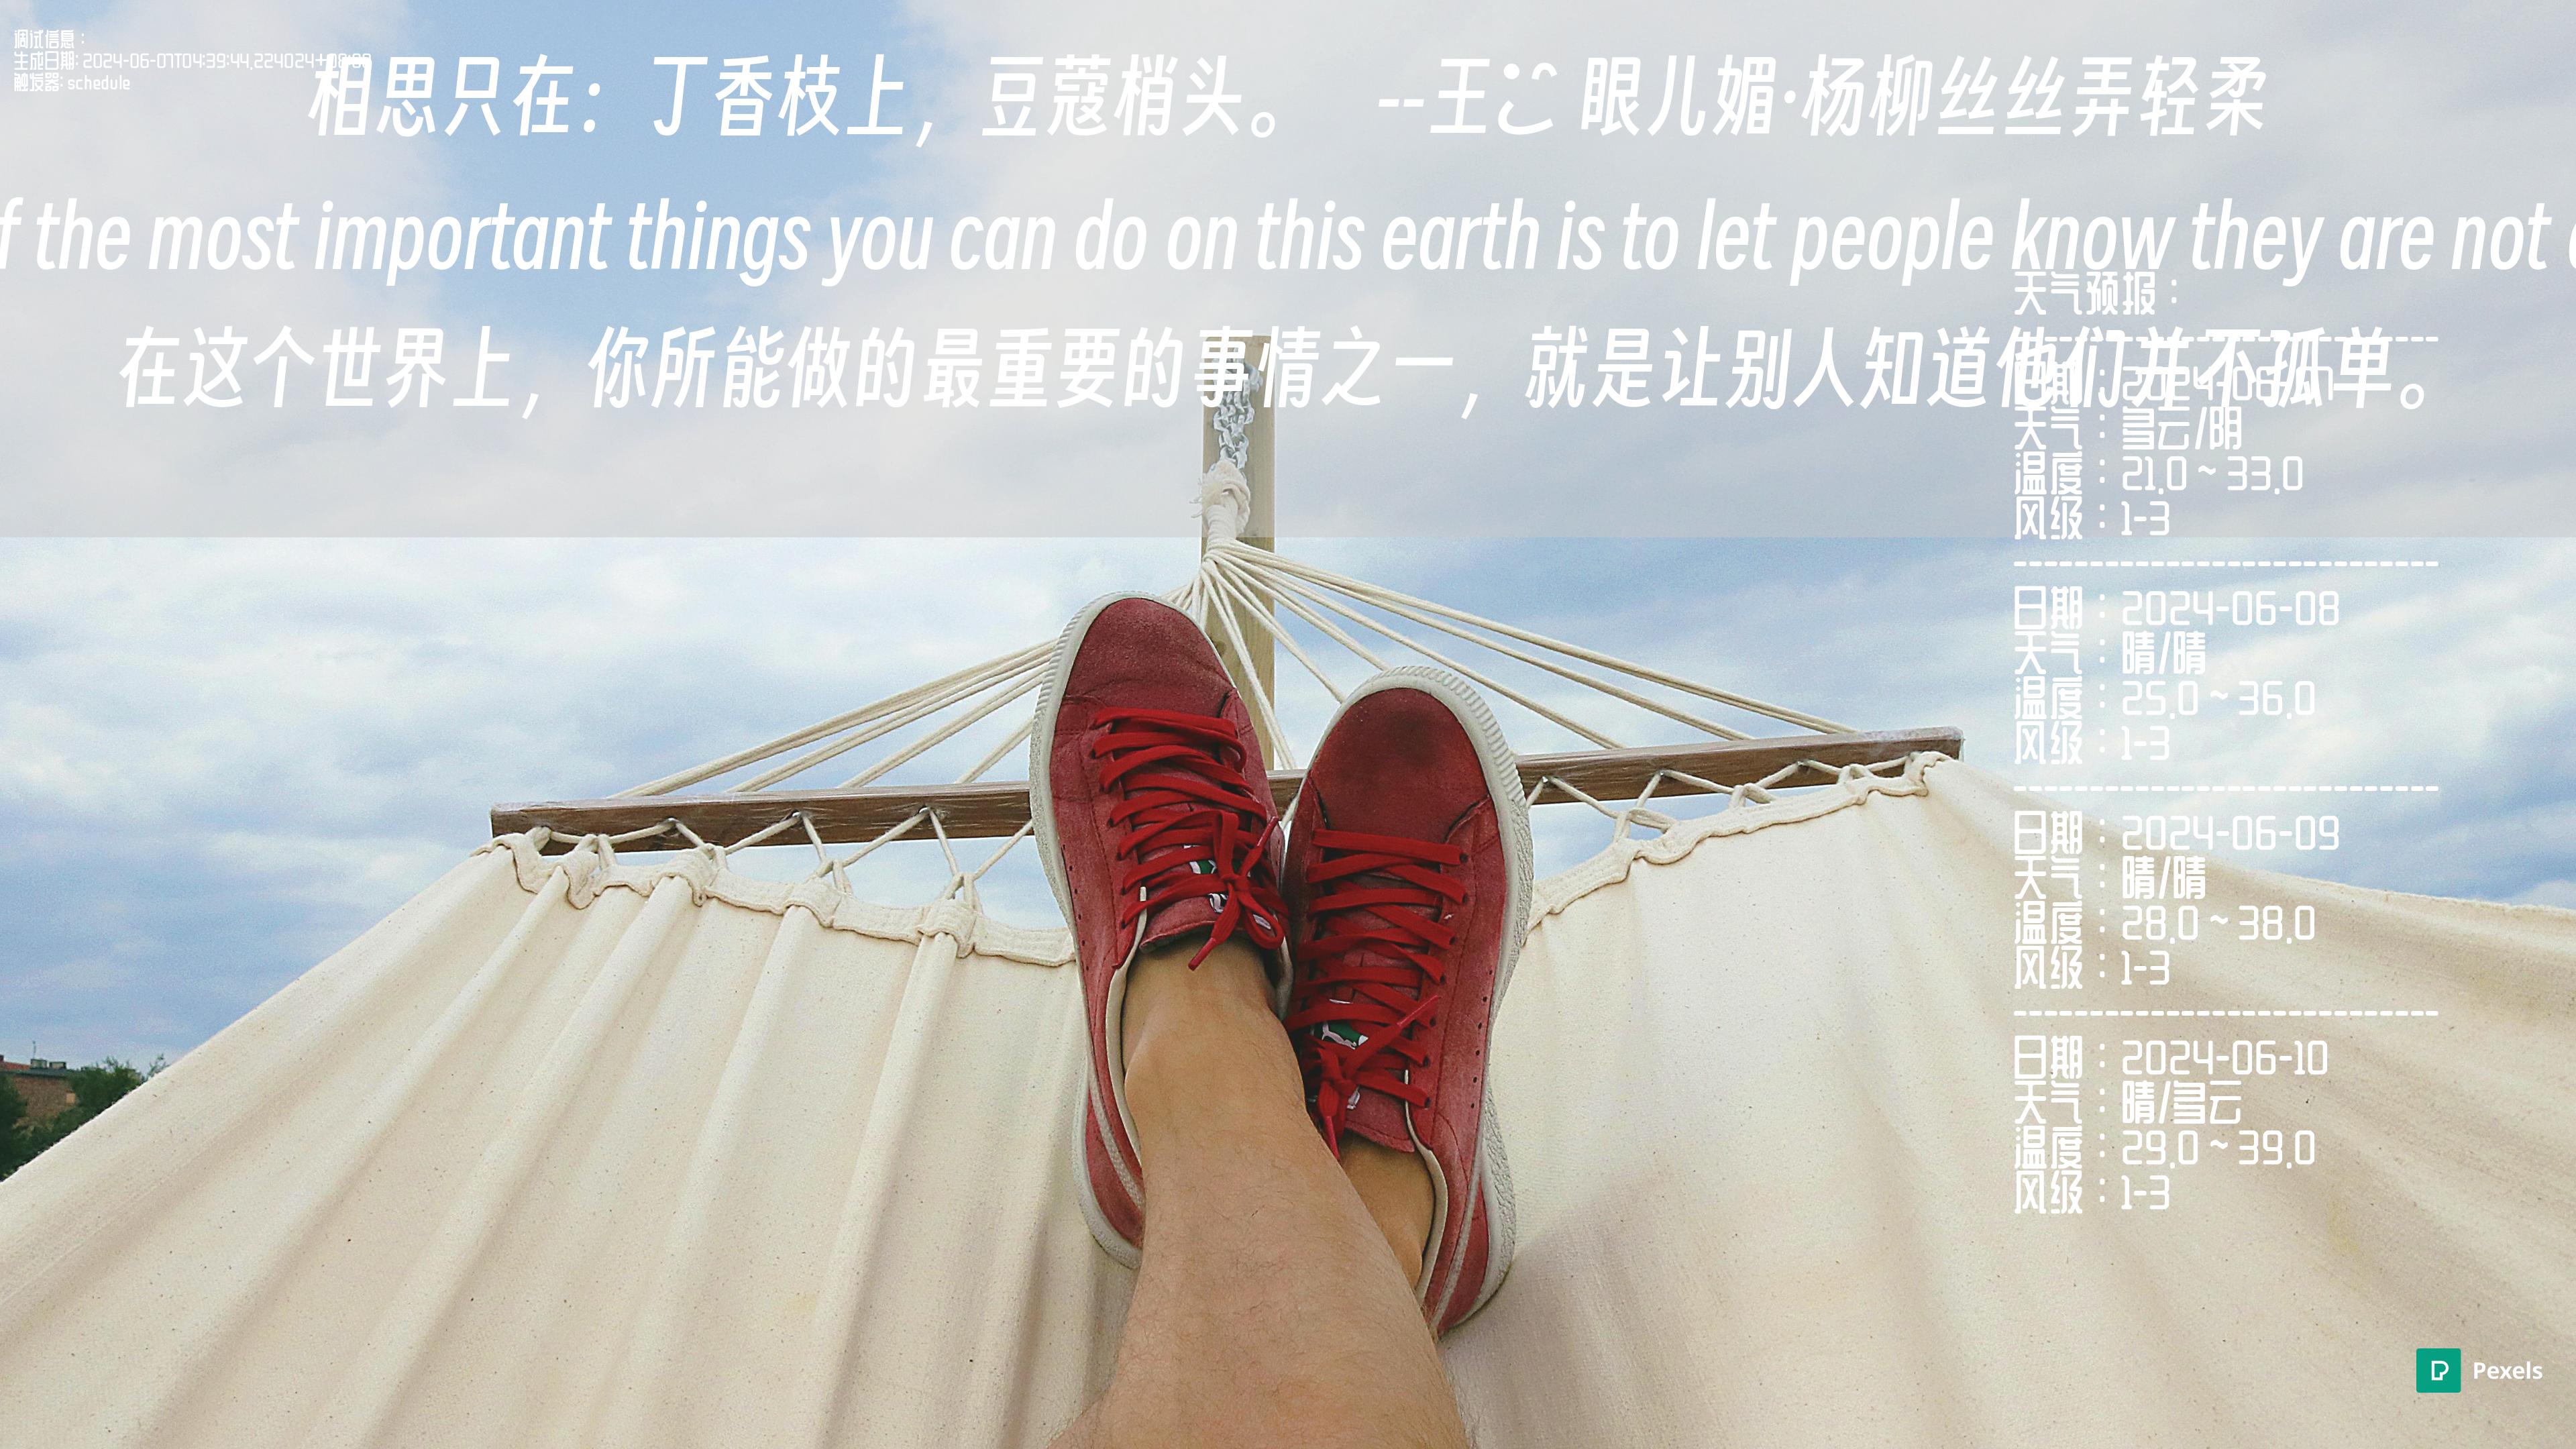 调试信息：
生成日期: 2024-06-07T04:39:44.224024+08:00
触发器: schedule
相思只在：丁香枝上，豆蔻梢头。 --王 眼儿媚·杨柳丝丝弄轻柔
f the most important things you can do on this earth is to let people know they are not
在这个世界上，你所能做的最重要的事情之一，就是让别人知道他们并不孤单。
天气预报：
----------------------------
日期：2024-06-07
天气：多云/阴
温度：21.0 ~ 33.0
风级：1-3
----------------------------
日期：2024-06-08
天气：晴/晴
温度：25.0 ~ 36.0
风级：1-3
----------------------------
日期：2024-06-09
天气：晴/晴
温度：28.0 ~ 38.0
风级：1-3
----------------------------
日期：2024-06-10
天气：晴/多云
温度：29.0 ~ 39.0
风级：1-3
Pexels